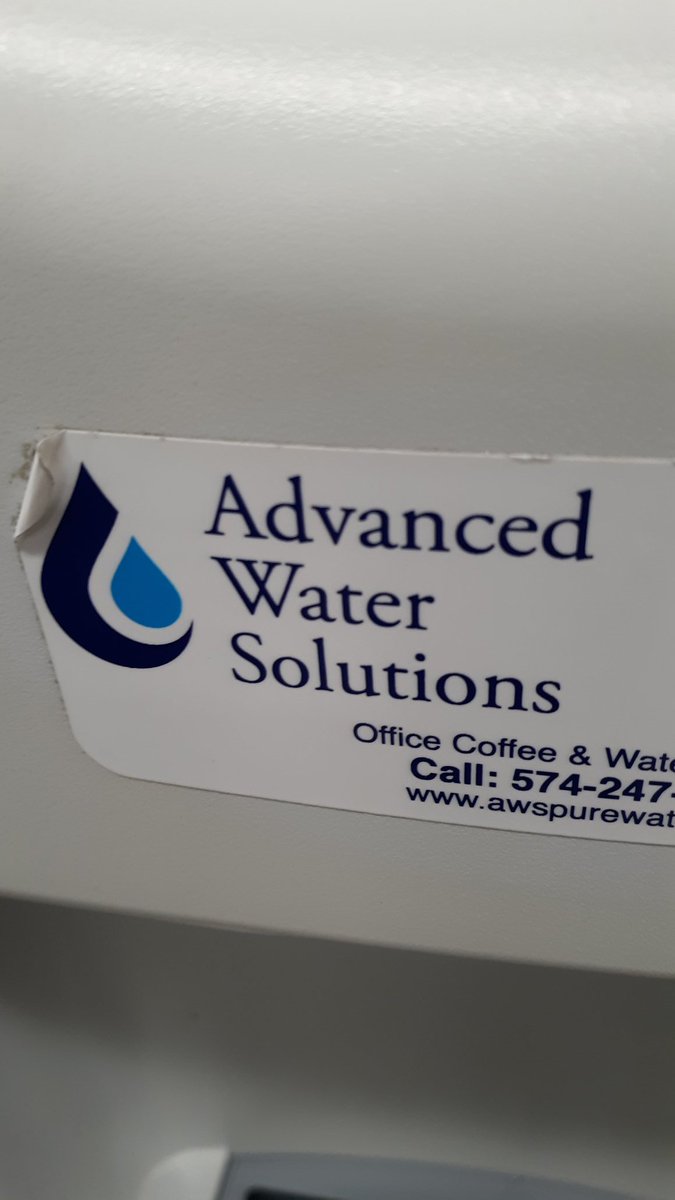 Advanced
Water
Solutions
Office Coffee & Wate
Call: 574-247-
www.awspurewat